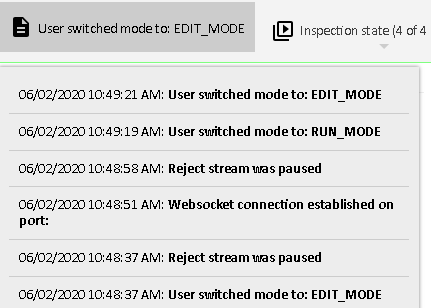 User switched mode to: EDIT_MODE
Inspection state (4 of 4
06/02/2020 10:49:21 AM: User switched mode to: EDIT_MODE
06/02/2020 10:49:19 AM: User switched mode to: RUN_MODE
06/02/2020 10:48:58 AM: Reject stream was paused
06/02/2020 10:48:51 AM: Websocket connection established on
port:
06/02/2020 10:48:37 AM: Reject stream was paused
06/02/2020 10:48:37 AM: User switched mode to: EDIT_MODE